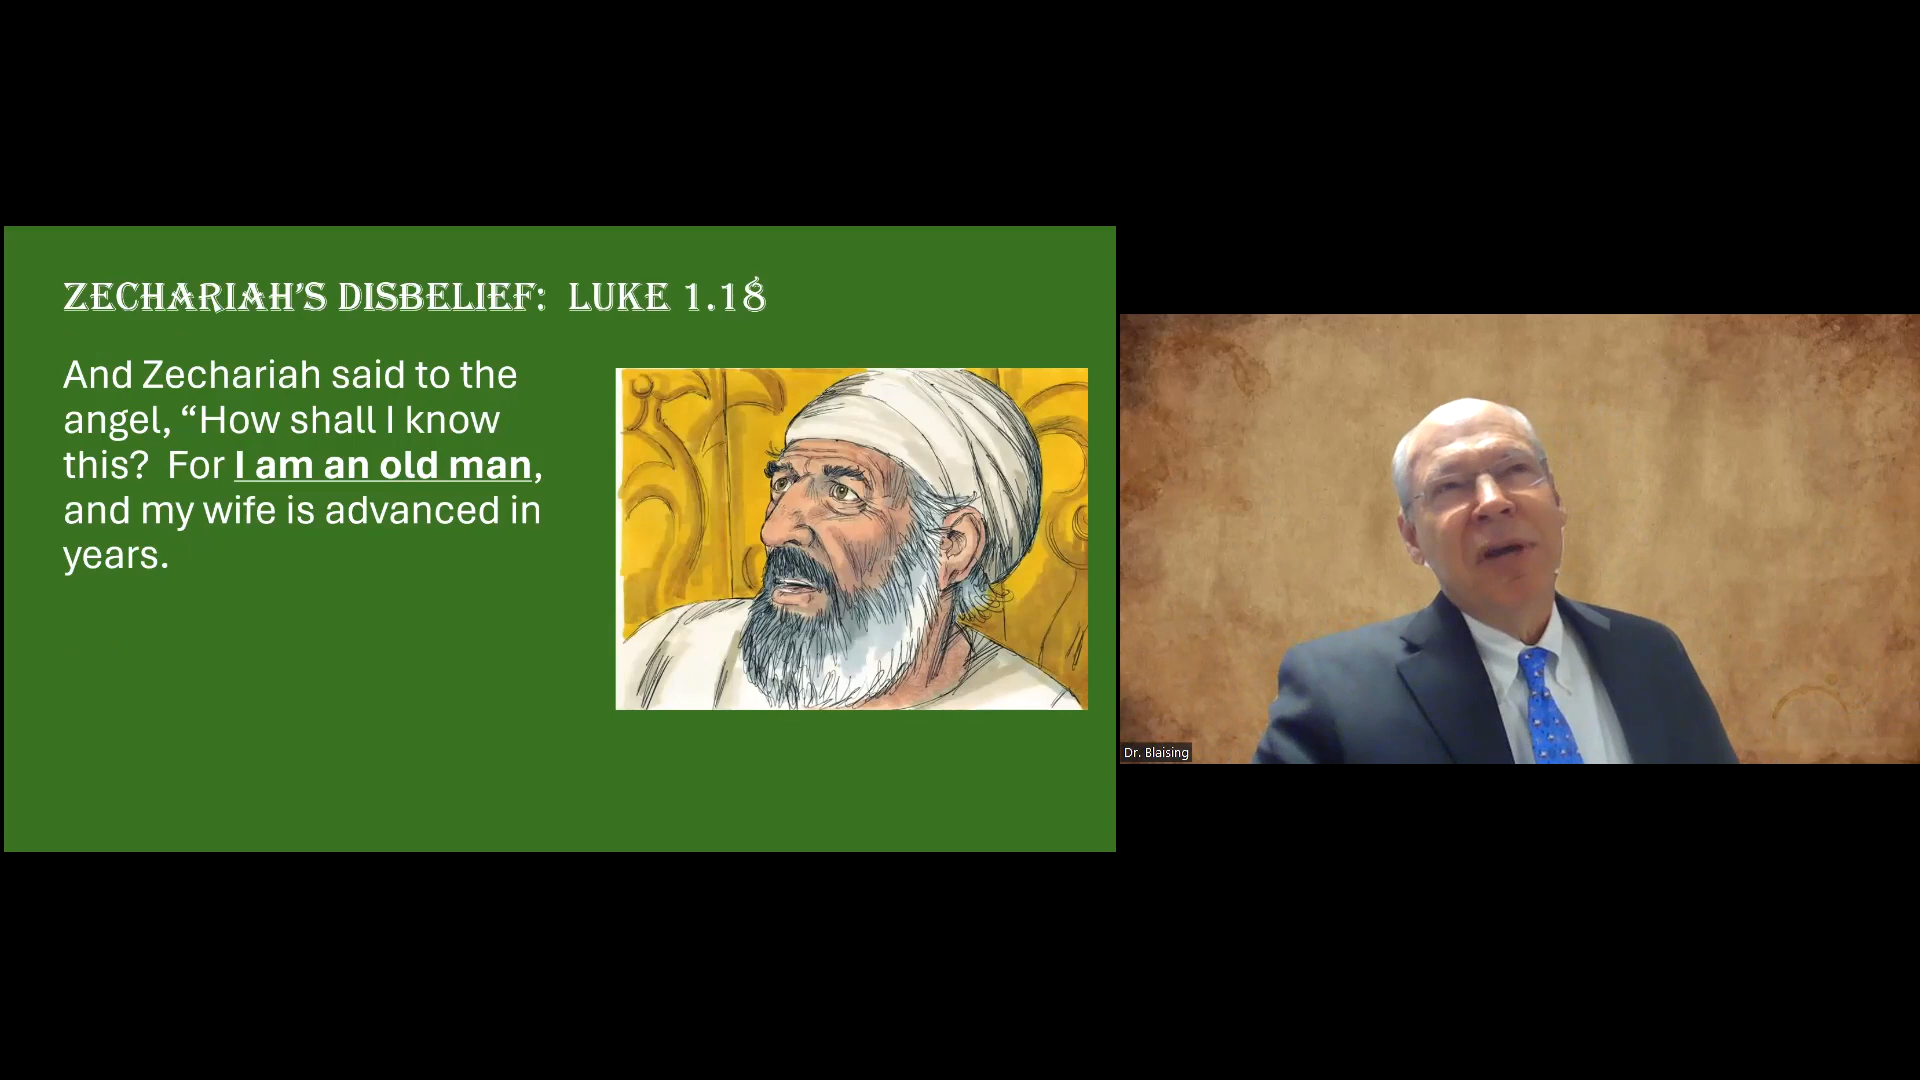 ZECHARIAH’S DISBELIEF: LUKE 1.18
And Zechariah said to the
angel, “How shall I know
this? For I am an old man,
and my wife is advanced in
years.
Dr. Blaising